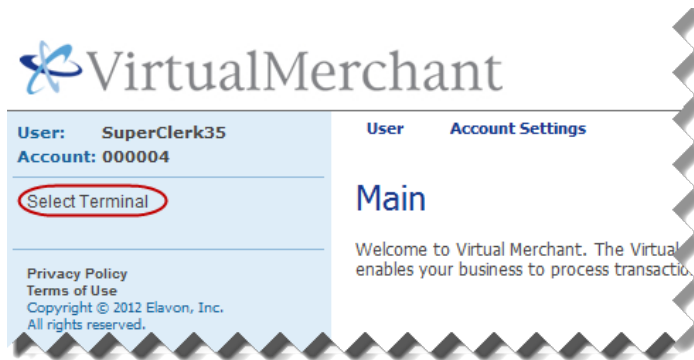 VirtualMerchant
User: SuperClerk35
Account: 000004
Select Terminal
Privacy Policy
Terms of Use
Copyright © 2012 Elavon, Inc.
All rights reserved.
User Account Settings
Main
Welcome to Virtual Merchant. The Virtual
enables your business to process